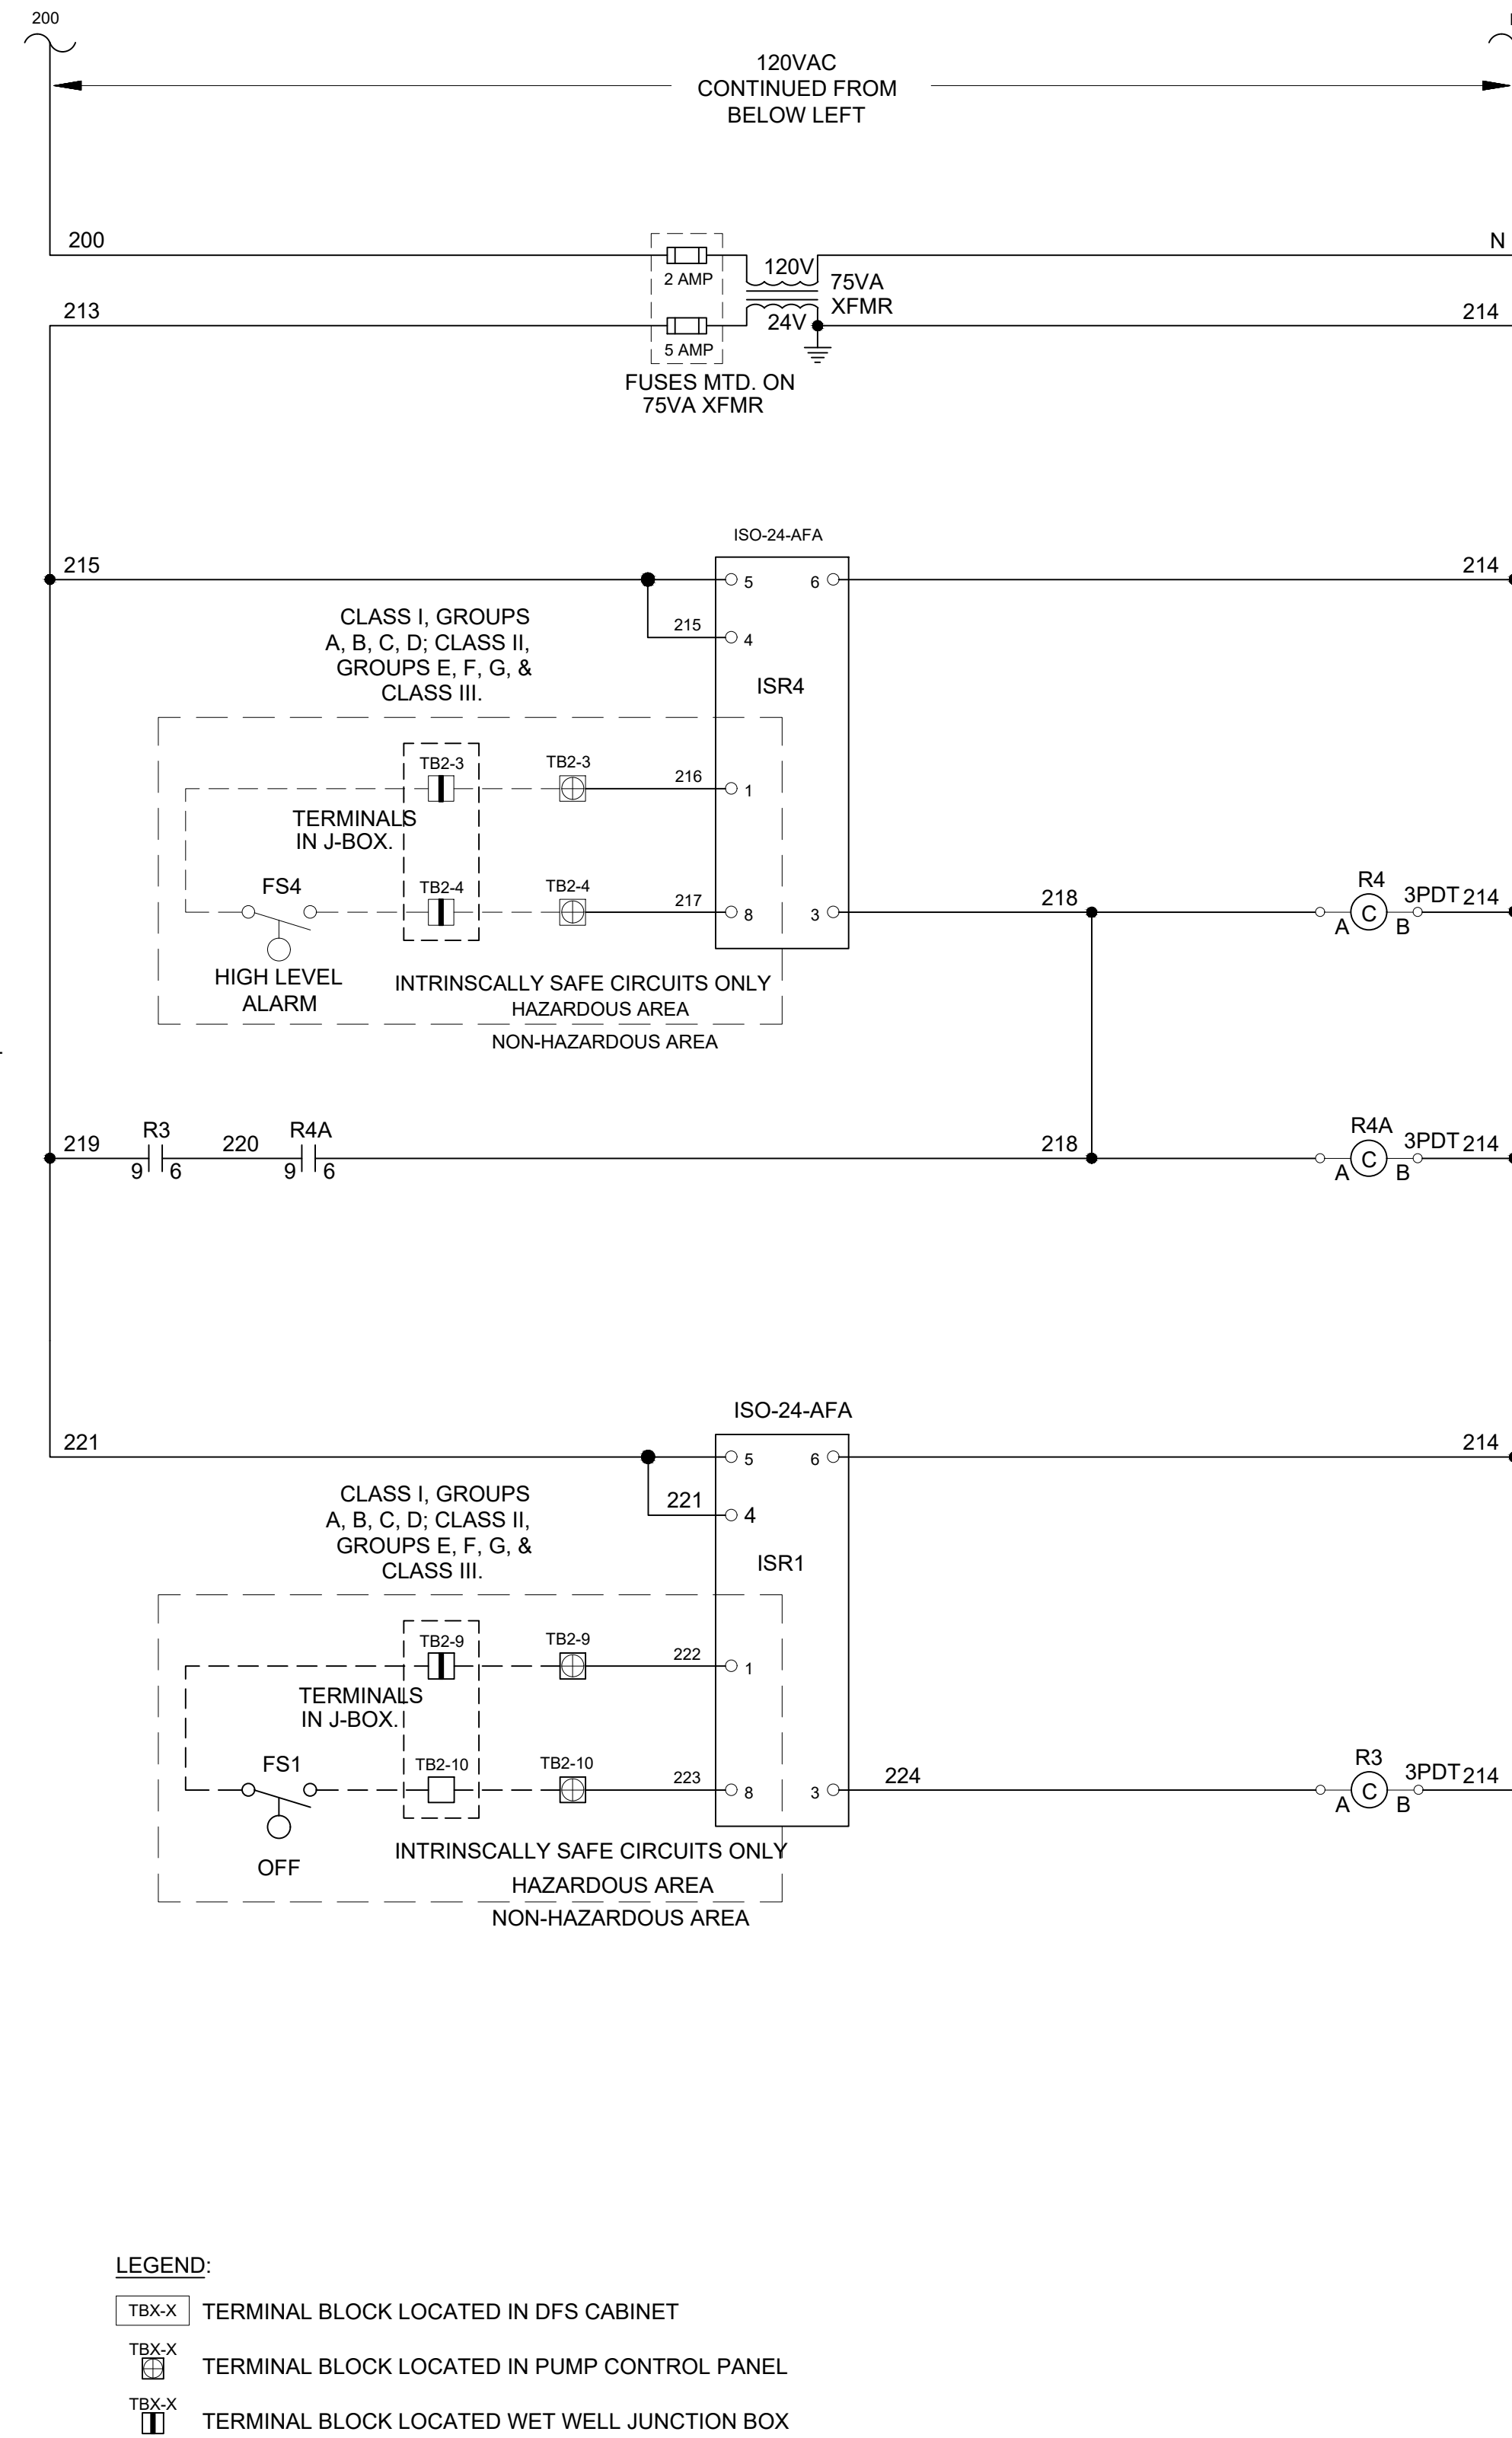 200
120VAC
CONTINUED FROM
BELOW LEFT
200
N
2 AMP
120V
75VA
XFMR
213
24V
214
5 AMP
FUSES MTD. ON
75VA XFMR
ISO-24-AFA
215
5
6
214
215
4
CLASS I, GROUPS
A, B, C, D; CLASS II,
GROUPS E, F, G, &
CLASS III.
ISR4
TB2-3
TB2-3
216
1
TERMINALS
IN J-BOX.
FS4
TB2-4
TB2-4
217
8
3
218
R4
3PDT
214
A
C
B
HIGH LEVEL
ALARM
INTRINSCALLY SAFE CIRCUITS ONLY
HAZARDOUS AREA
NON-HAZARDOUS AREA
219
R3
9
6
220
R4A
9
6
218
R4A
3PDT
214
A
C
B
ISO-24-AFA
221
5
6
214
221
4
CLASS I, GROUPS
A, B, C, D; CLASS II,
GROUPS E, F, G, &
CLASS III.
ISR1
TB2-9
TB2-9
222
1
TERMINALS
IN J-BOX.
FS1
TB2-10
TB2-10
223
8
3
224
R3
3PDT
214
A
C
B
OFF
INTRINSCALLY SAFE CIRCUITS ONLY
HAZARDOUS AREA
NON-HAZARDOUS AREA
LEGEND:
TBX-X
TERMINAL BLOCK LOCATED IN DFS CABINET
TBX-X
TERMINAL BLOCK LOCATED IN PUMP CONTROL PANEL
TBX-X
TERMINAL BLOCK LOCATED WET WELL JUNCTION BOX